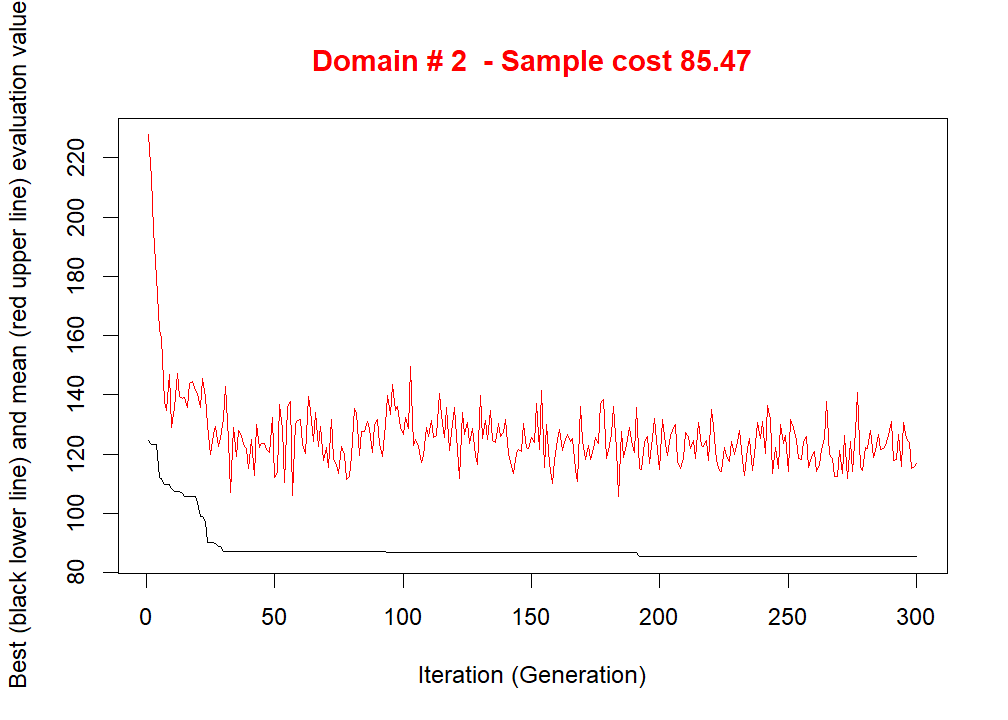 Domain # 2  - Sample cost 85.47
Best (black lower line) and mean (red upper line) evaluation value
220
200
180
160
140
120
100
80
0 50 100 150 200 250 300
Iteration (Generation)